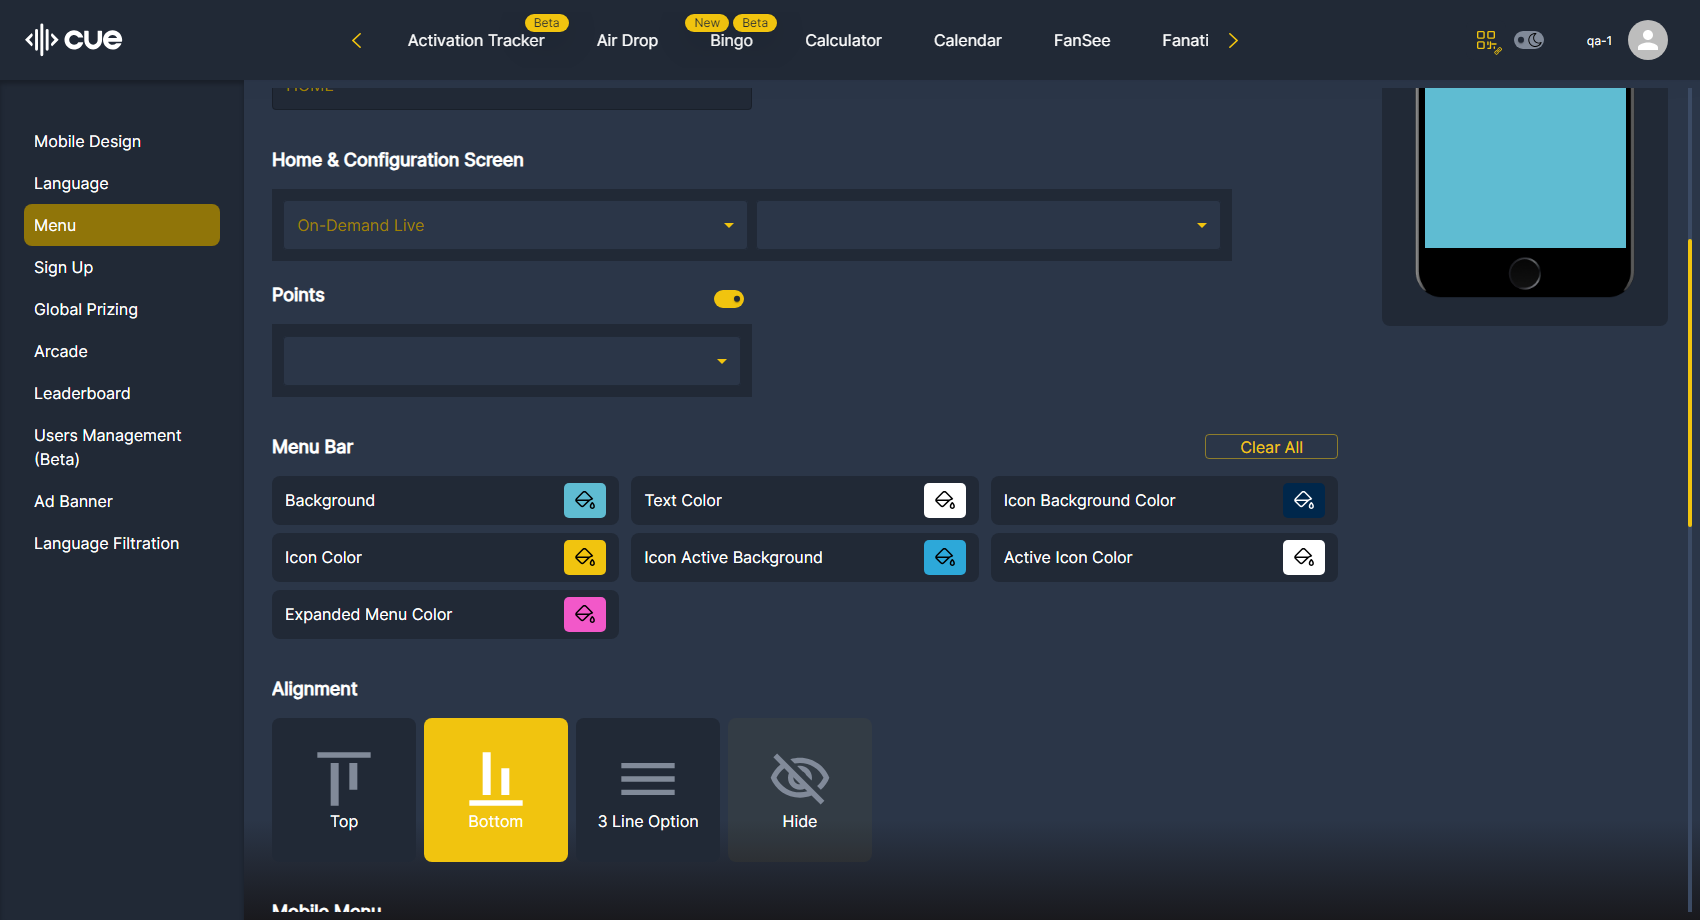 cue
Activation Tracker
Beta
Air Drop
New
Beta
Bingo
Calculator
Calendar
FanSee
Fanati
qa-1
Mobile Design
Language
Menu
Sign Up
Global Prizing
Arcade
Leaderboard
Users Management
(Beta)
Ad Banner
Language Filtration
HOME
Home & Configuration Screen
On-Demand Live
Points
Menu Bar
Clear All
Background
Text Color
Icon Background Color
Icon Color
Icon Active Background
Active Icon Color
Expanded Menu Color
Alignment
Top
Bottom
3 Line Option
Hide
Mobile Menu